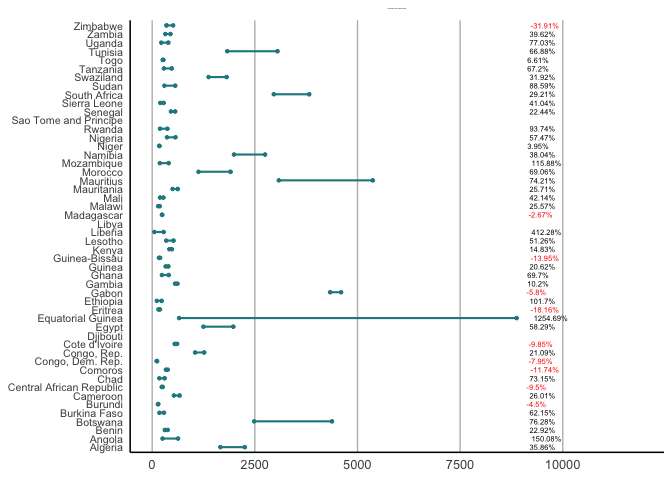 Zimbabwe -31.91%
Zambia 39.62%
Uganda 77.03%
Tunisia 66.88%
Togo 6.61%
Tanzania 67.2%
Swaziland 31.92%
Sudan 88.59%
South Africa 29.21%
Sierra Leone 41.04%
Senegal 22.44%
Sao Tome and Principe
Rwanda 93.74%
Nigeria 57.47%
Niger 3.95%
Namibia 38.04%
Mozambique 115.88%
Morocco 69.06%
Mauritius 74.21%
Mauritania 25.71%
Mali 42.14%
Malawi 25.57%
Madagascar -2.67%
Libya
Liberia 412.28%
Lesotho 51.26%
Kenya 14.83%
Guinea-Bissau -13.95%
Guinea 20.62%
Ghana 69.7%
Gambia 10.2%
Gabon -5.8%
Ethiopia 101.7%
Eritrea -18.16%
Equatorial Guinea 1254.69%
Egypt 58.29%
Djibouti
Cote d'Ivoire -9.85%
Congo, Rep. 21.09%
Congo, Dem. Rep. -7.95%
Comoros -11.74%
Chad 73.15%
Central African Republic -9.5%
Cameroon 26.01%
Burundi -4.5%
Burkina Faso 62.15%
Botswana 76.28%
Benin 22.92%
Angola 150.08%
Algeria 35.86%
0 2500 5000 7500 10000